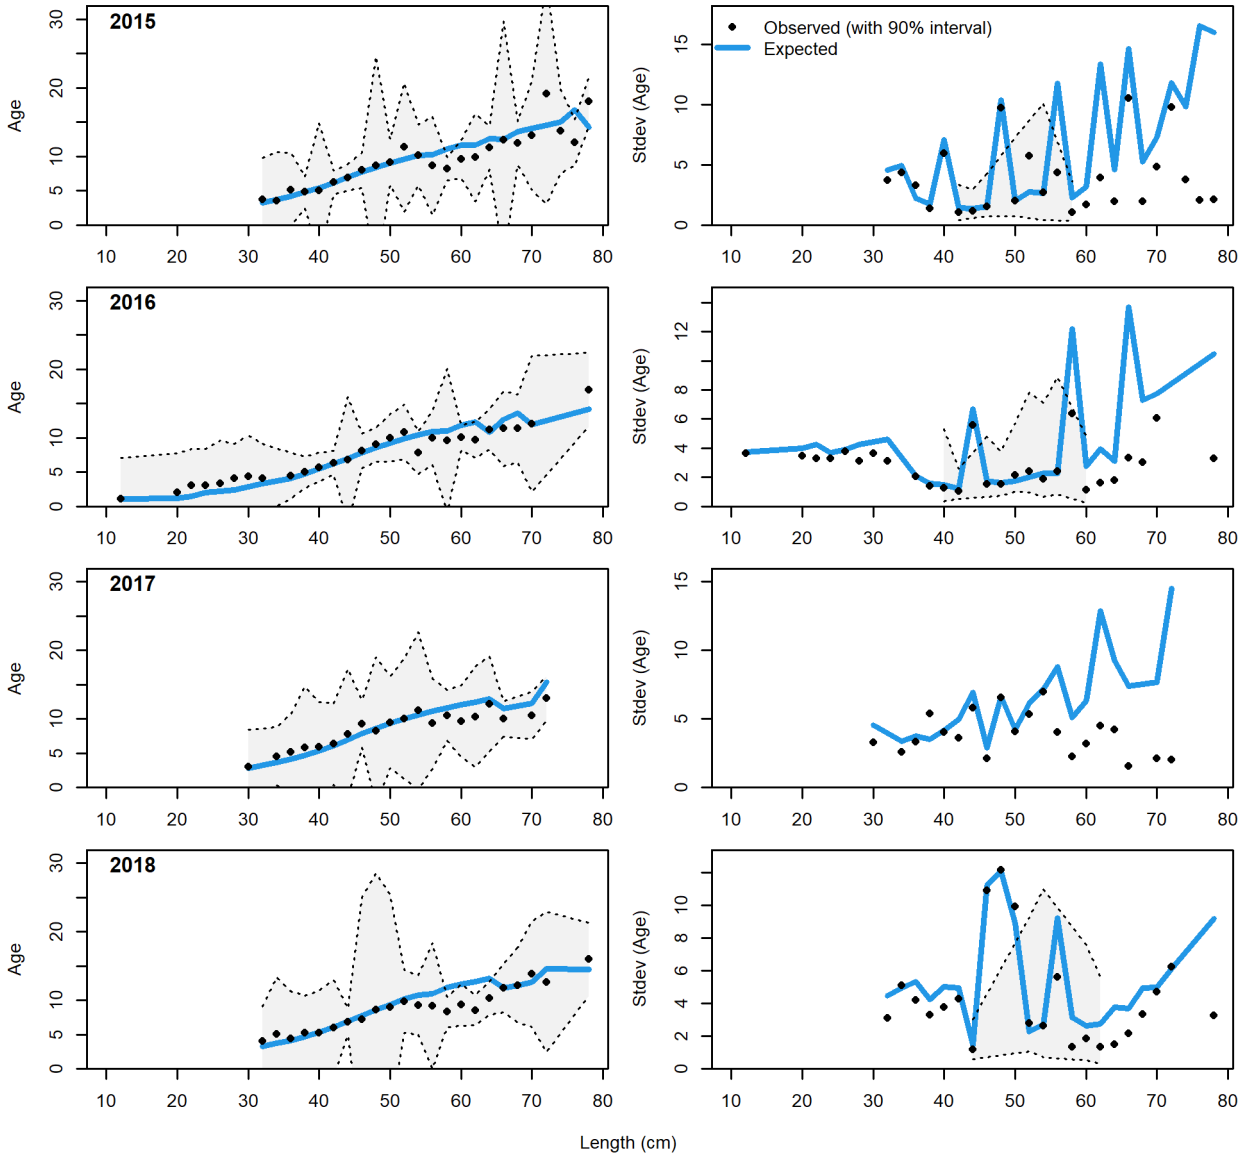 2015
Age
0 5 10 20 30
10 20 30 40 50 60 70 80
Observed (with 90% interval)
Expected
Stdev (Age)
0 5 10 15
10 20 30 40 50 60 70 80
2016
Age
0 5 10 20 30
10 20 30 40 50 60 70 80
Stdev (Age)
0 2 4 6 8 12
10 20 30 40 50 60 70 80
2017
Age
0 5 10 20 30
10 20 30 40 50 60 70 80
Stdev (Age)
0 5 10 15
10 20 30 40 50 60 70 80
2018
Age
0 5 10 20 30
10 20 30 40 50 60 70 80
Stdev (Age)
0 2 4 6 8 10
10 20 30 40 50 60 70 80
Length (cm)